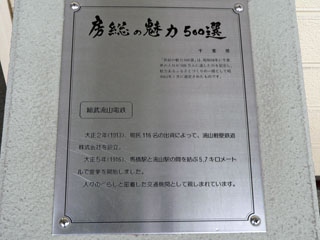 房総の魅力500選
千葉県
総武流山電鉄
大正2年(1913)、町民116名の出資によって、流山軽便鉄道
株式会社を設立。
大正5年(1916)、馬橋駅と流山駅の間を結ぶ5.7キロメート
ルで営業を開始しました。
人々の暮らしと密着した交通機関として親しまれています。